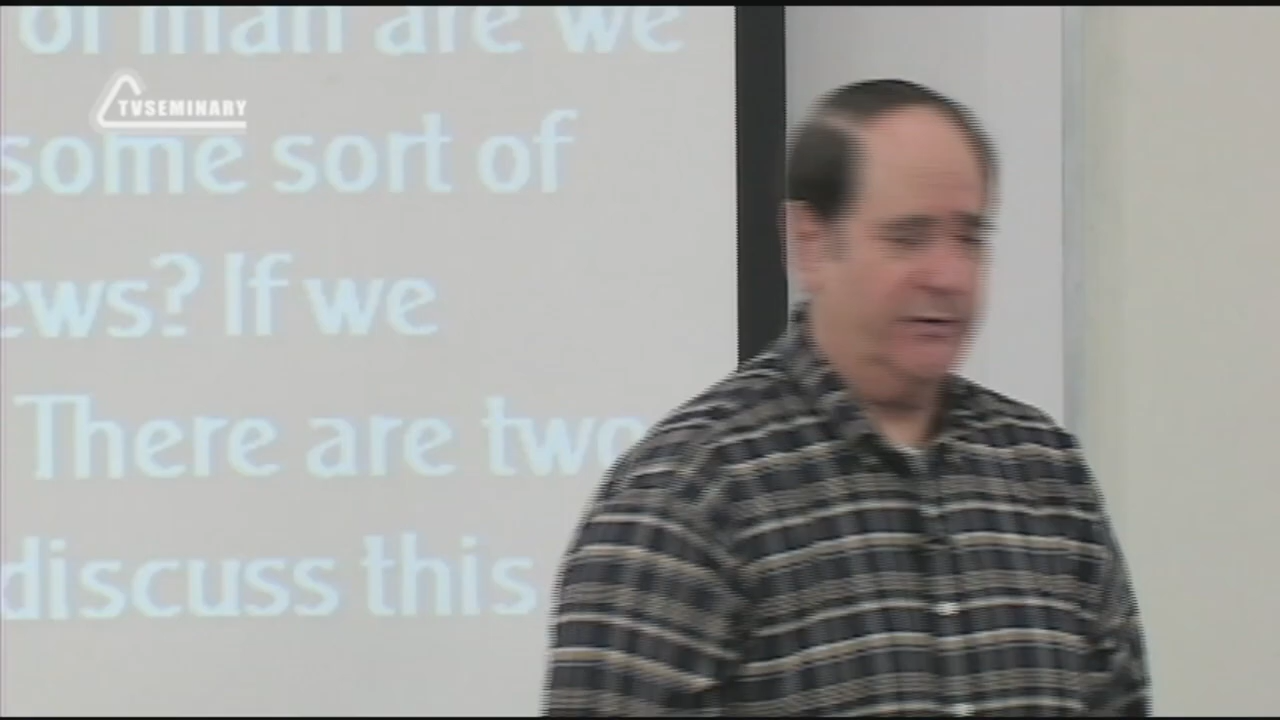 of man are we
TVSEMINARY
some sort of
ews? If we
There are two
discuss this